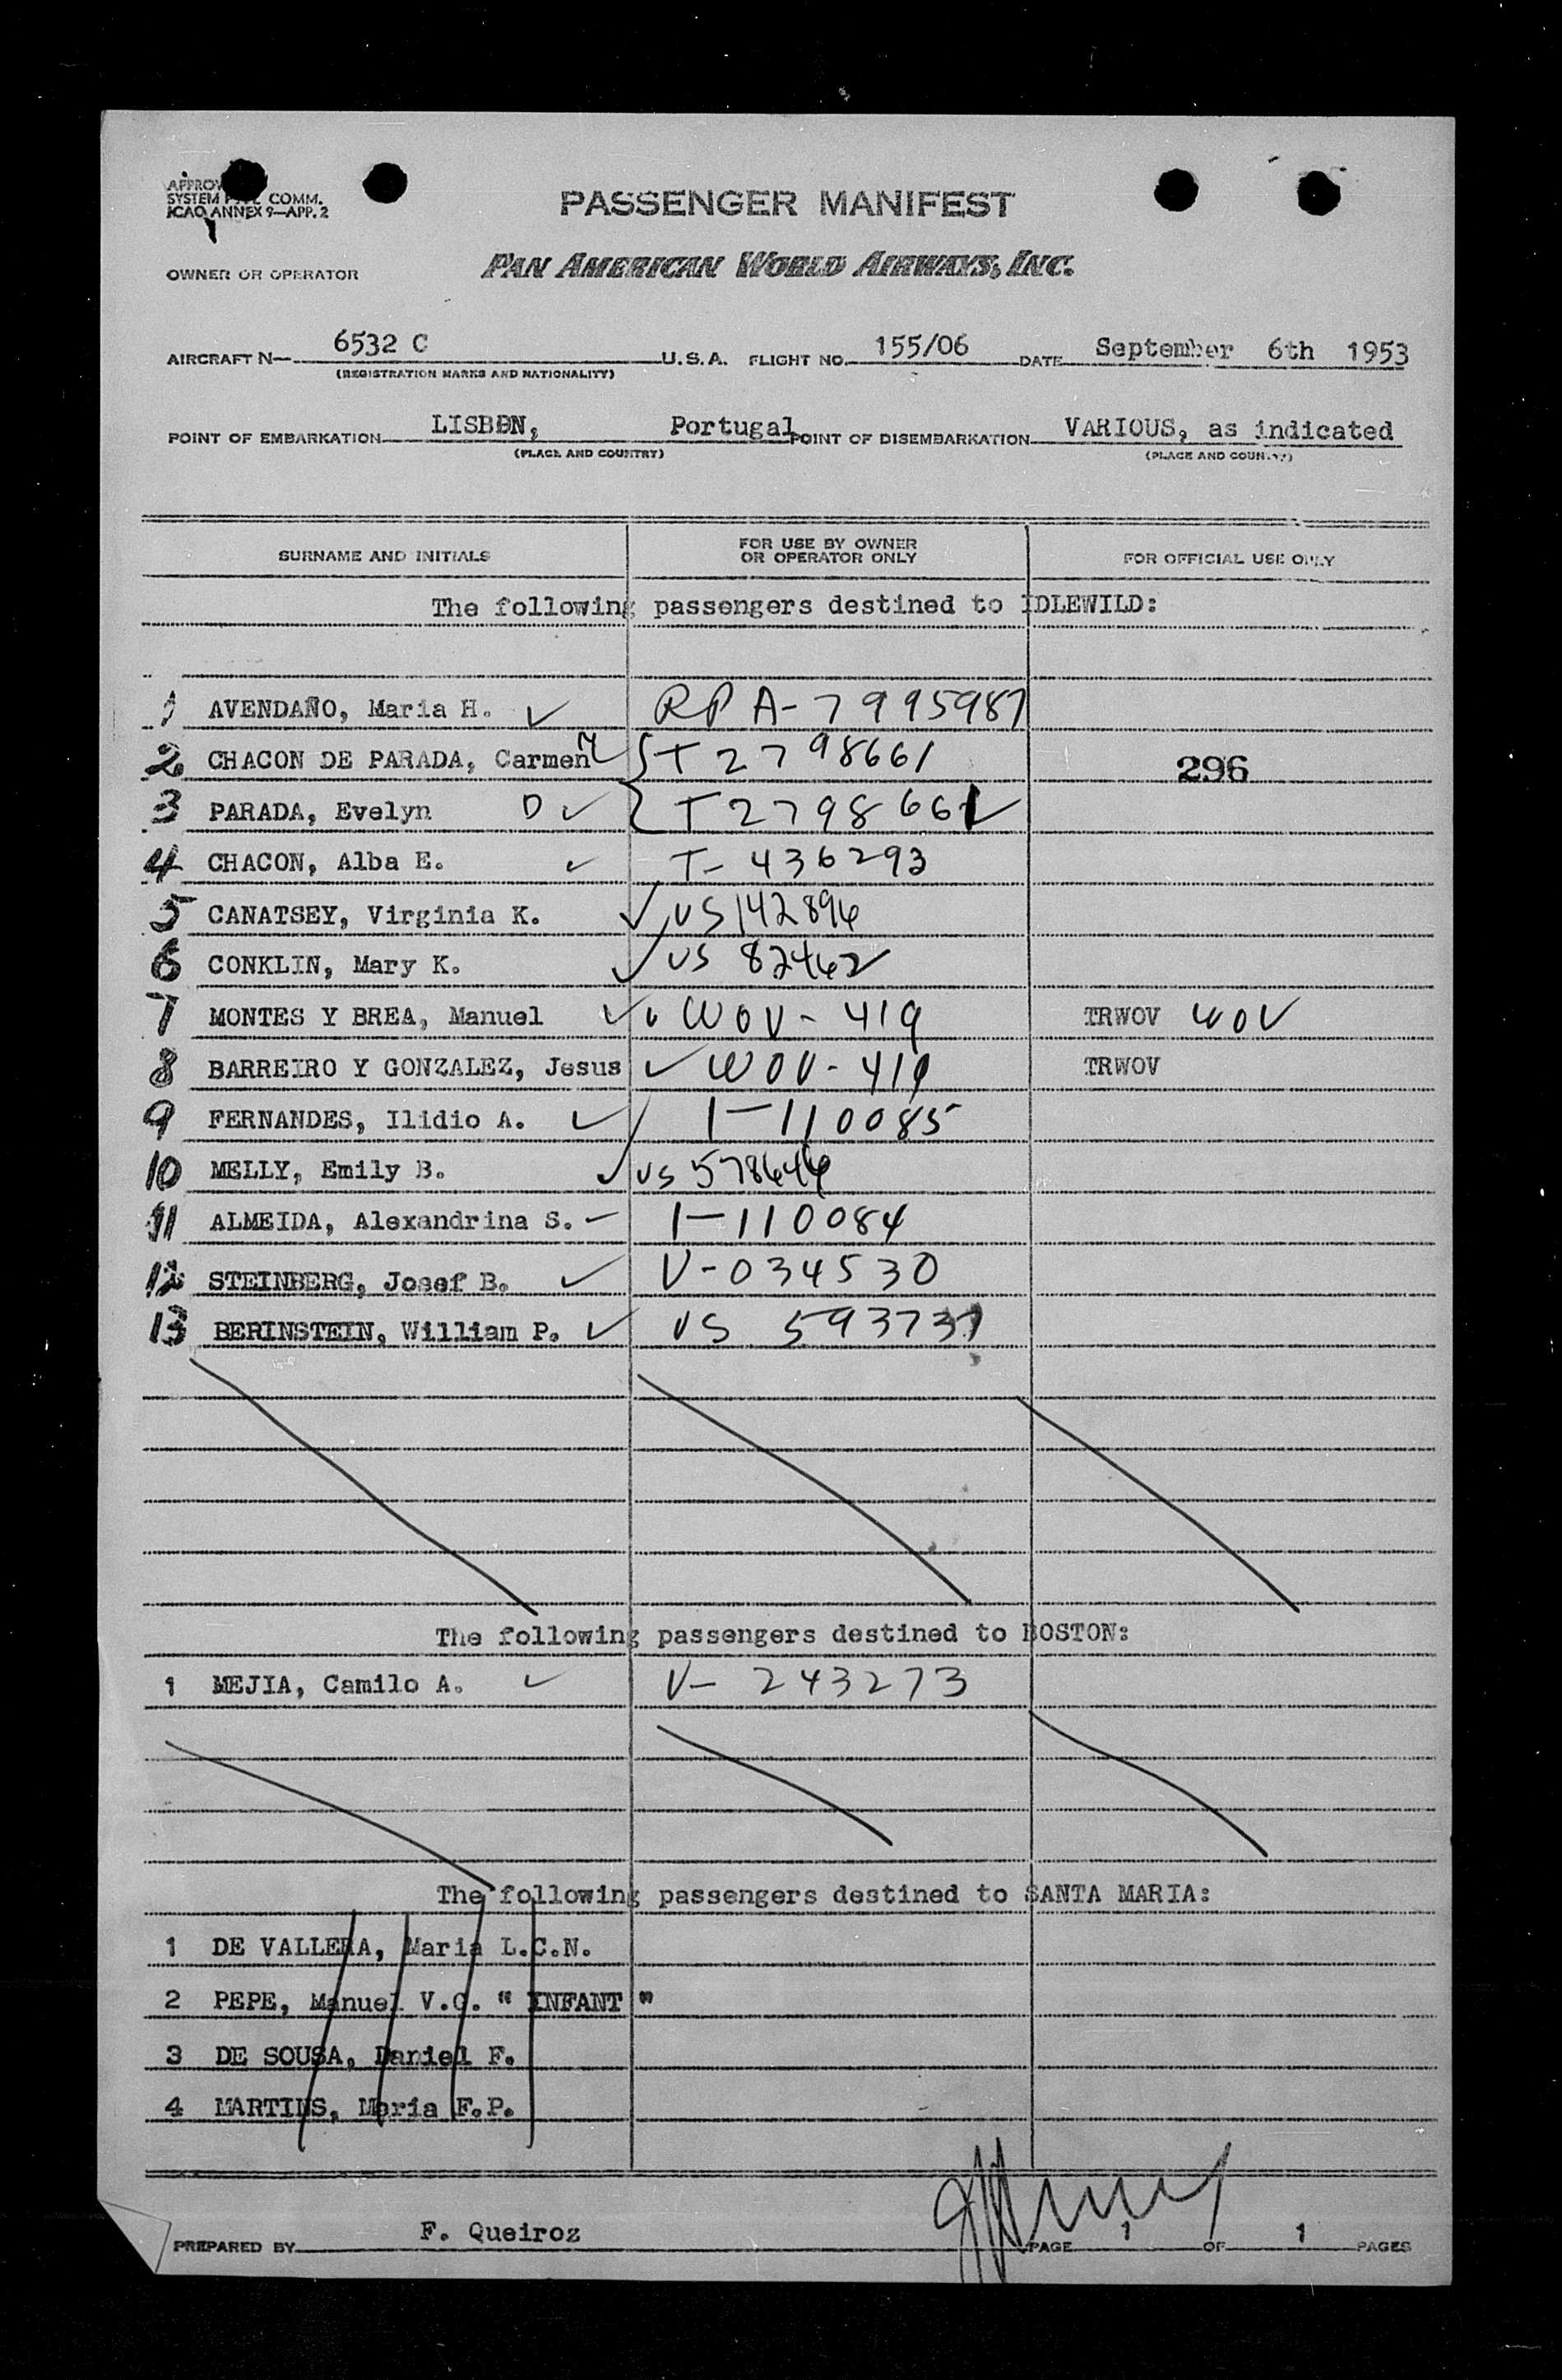 SYSTEM COMM.
ICAO ANNEX 9—APP. 2
PASSENGER MANIFEST
OWNER OR OPERATOR PAN AMERICAN WORLD AIRWAYS, INC.
AIRCRAFT N— 6532 C U.S.A. FLIGHT NO. 155/06 DATE September 6th 1953
(REGISTRATION MARKS AND NATIONALITY)
POINT OF EMBARKATION LISBON, Portugal POINT OF DISEMBARKATION VARIOUS, as indicated
(PLACE AND COUNTRY) (PLACE AND COUNTRY)
SURNAME AND INITIALS FOR USE BY OWNER OR OPERATOR ONLY FOR OFFICIAL USE ONLY
The following passengers destined to IDLEWILD:
1 AVENDAÑO, Maria H. ✓ RP A-7995987
2 CHACON DE PARADA, Carmen M ✓ T 2798661
296
3 PARADA, Evelyn D ✓ T2798661 ✓
4 CHACON, Alba E. ✓ T- 436293
5 CANATSEY, Virginia K. ✓ US 142896
6 CONKLIN, Mary K. ✓ US 82462
7 MONTES Y BREA, Manuel ✓ WOV- 419 TRWOV WOV
8 BARREIRO Y GONZALEZ, Jesus ✓ WOV- 419 TRWOV
9 FERNANDES, Ilidio A. ✓ I-110085
10 MELLY, Emily B. ✓ US 578644
11 ALMEIDA, Alexandrina S. – I-110084
12 STEINBERG, Josef B. ✓ V-034530
13 BERINSTEIN, William P. ✓ US 593737
The following passengers destined to BOSTON:
1 MEJIA, Camilo A. ✓ V- 243273
The following passengers destined to SANTA MARIA:
1 DE VALLERA, Maria L.C.N.
2 PEPE, Manuel V.C. " INFANT "
3 DE SOUSA, Daniel F.
4 MARTINS, Maria F.P.
PREPARED BY F. Queiroz PAGE 1 OF 1 PAGES